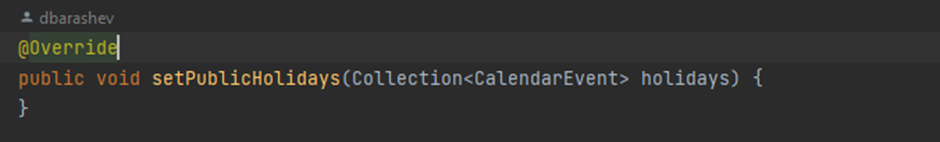 dbarashev
@Override
public void setPublicHolidays(Collection<CalendarEvent> holidays) {
}